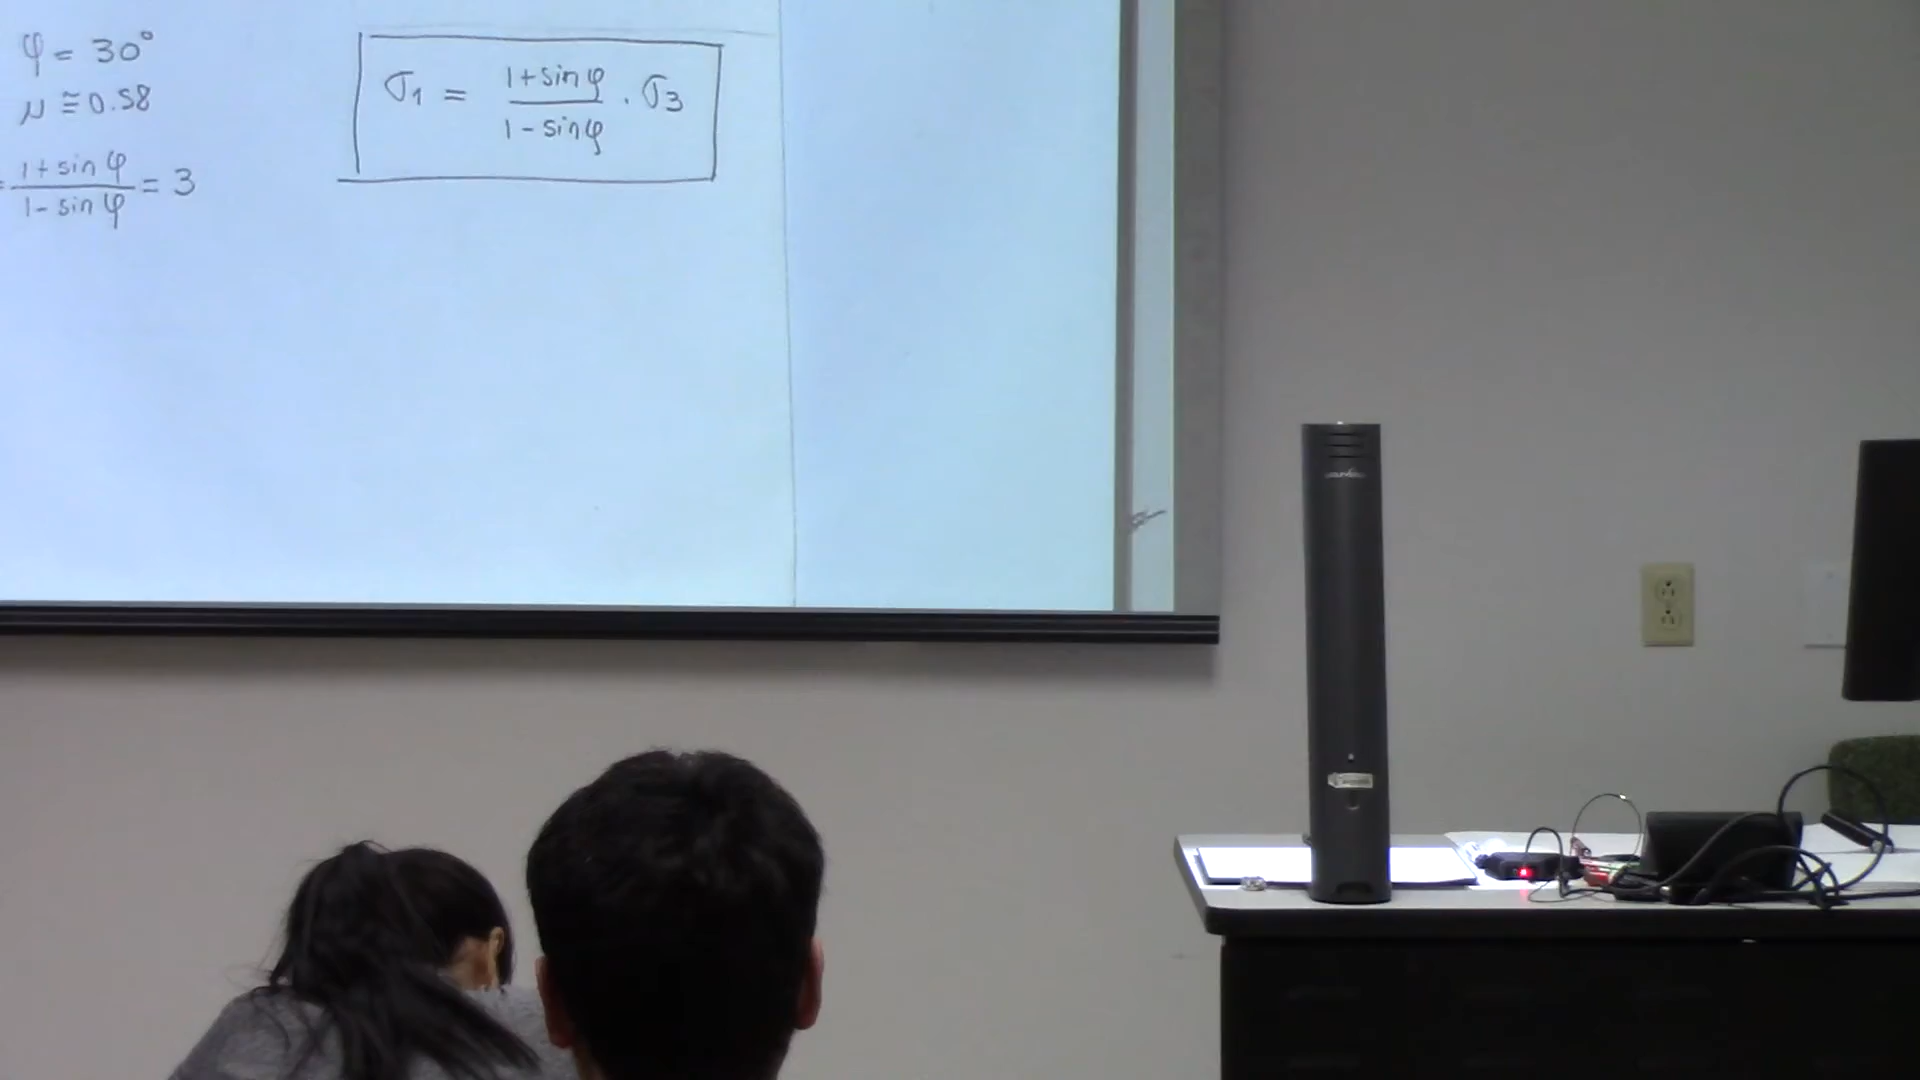 φ = 30°
μ ≅ 0.58
= (1 + sin φ)/(1 - sin φ) = 3
σ1 = (1 + sin φ)/(1 - sin φ) · σ3